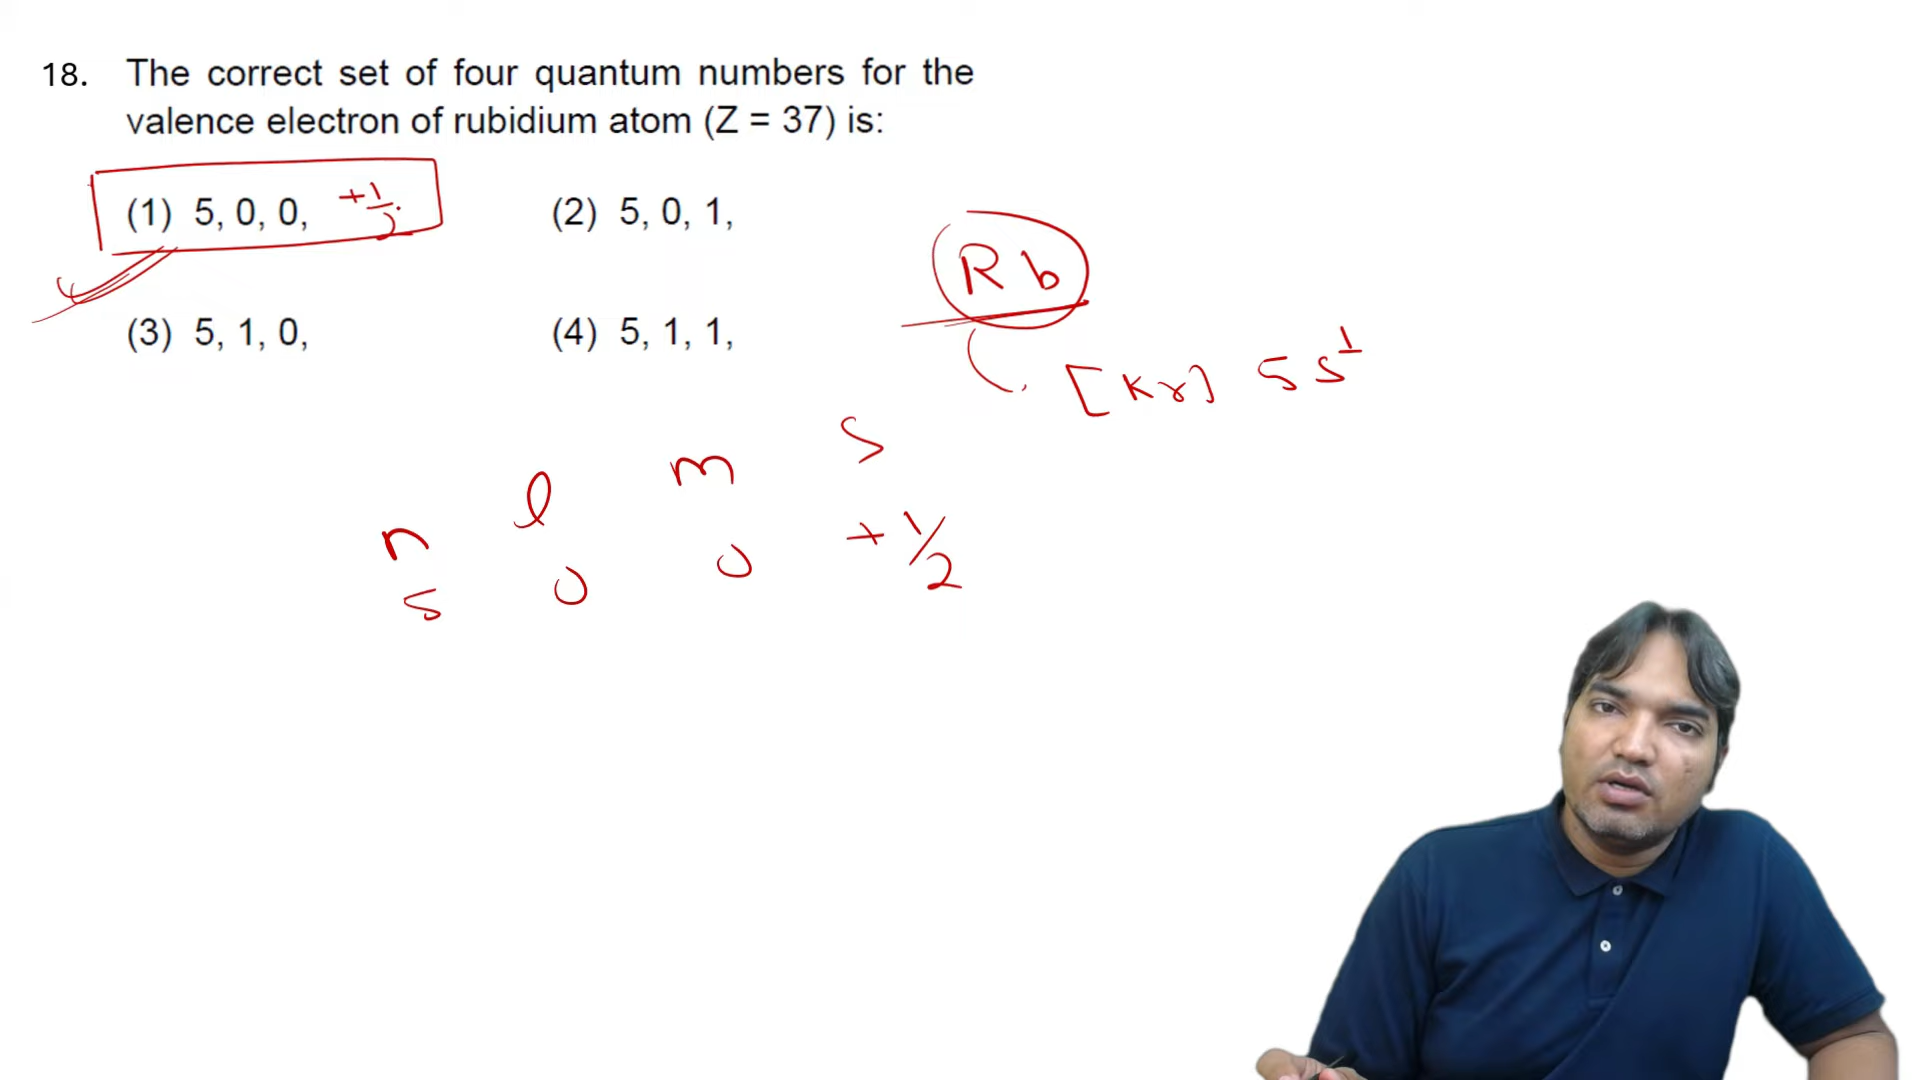 18. The correct set of four quantum numbers for the
valence electron of rubidium atom (Z = 37) is:
(1) 5, 0, 0, +1/2
(2) 5, 0, 1,
(3) 5, 1, 0,
(4) 5, 1, 1,
Rb
[Kr] 5s¹
n l m s
5 0 0 +1/2